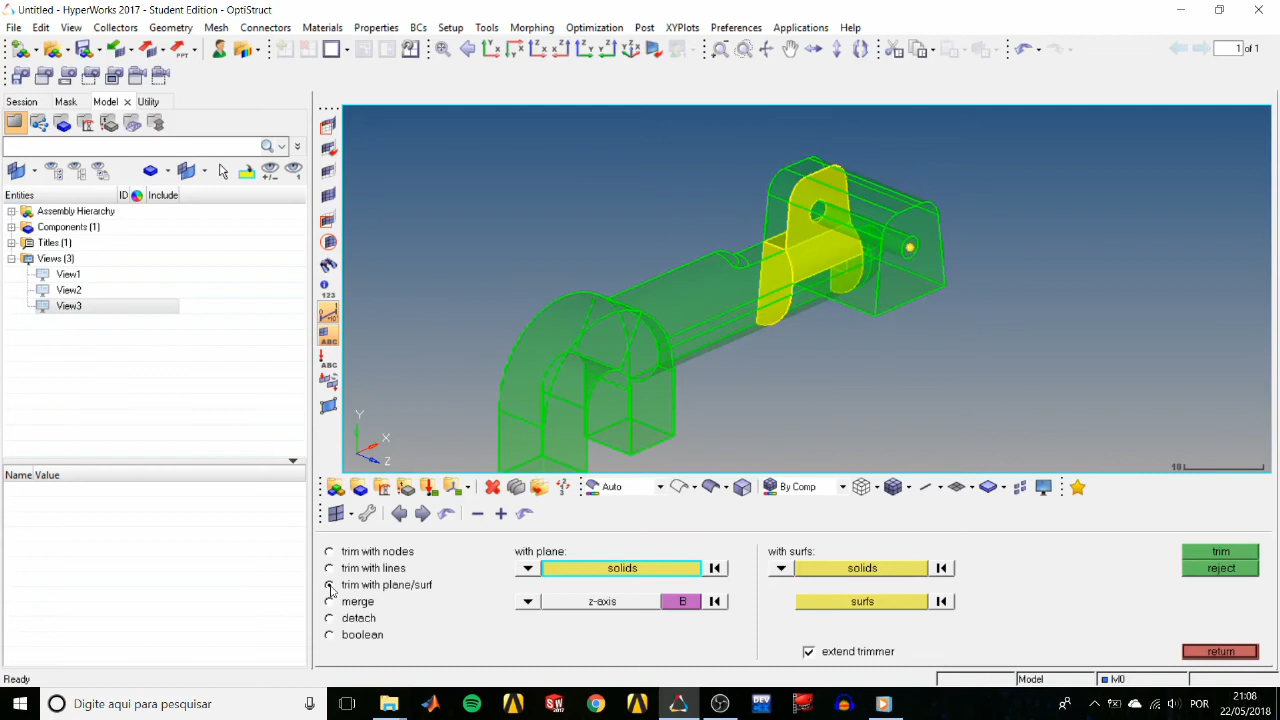 Untitled - HyperWorks 2017 - Student Edition - OptiStruct
File Edit View Collectors Geometry Mesh Connectors Materials Properties BCs Setup Tools Morphing Optimization Post XYPlots Preferences Applications Help
1 of 1
Session Mask Model Utility
Entities ID Include
Assembly Hierarchy
Components (1)
Titles (1)
Views (3)
View1
View2
View3
Name Value
123
ABC
ABC
Y
X
Z
10
Auto By Comp
trim with nodes
trim with lines
trim with plane/surf
merge
detach
boolean
with plane:
solids
z-axis B
with surfs:
solids
surfs
extend trimmer
trim
reject
return
Ready Model lvl0
Digite aqui para pesquisar
POR
21:08
22/05/2018